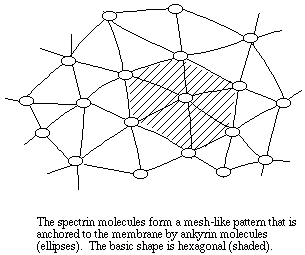 The spectrin molecules form a mesh-like pattern that is
anchored to the membrane by ankyrin molecules
(ellipses).  The basic shape is hexagonal (shaded).